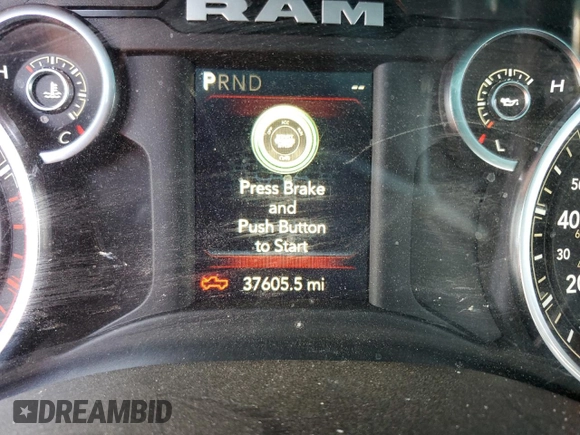 RAM
H
C
PRND
--
Press Brake
and
Push Button
to Start
37605.5 mi
H
L
50
40
30
20
DREAMBID